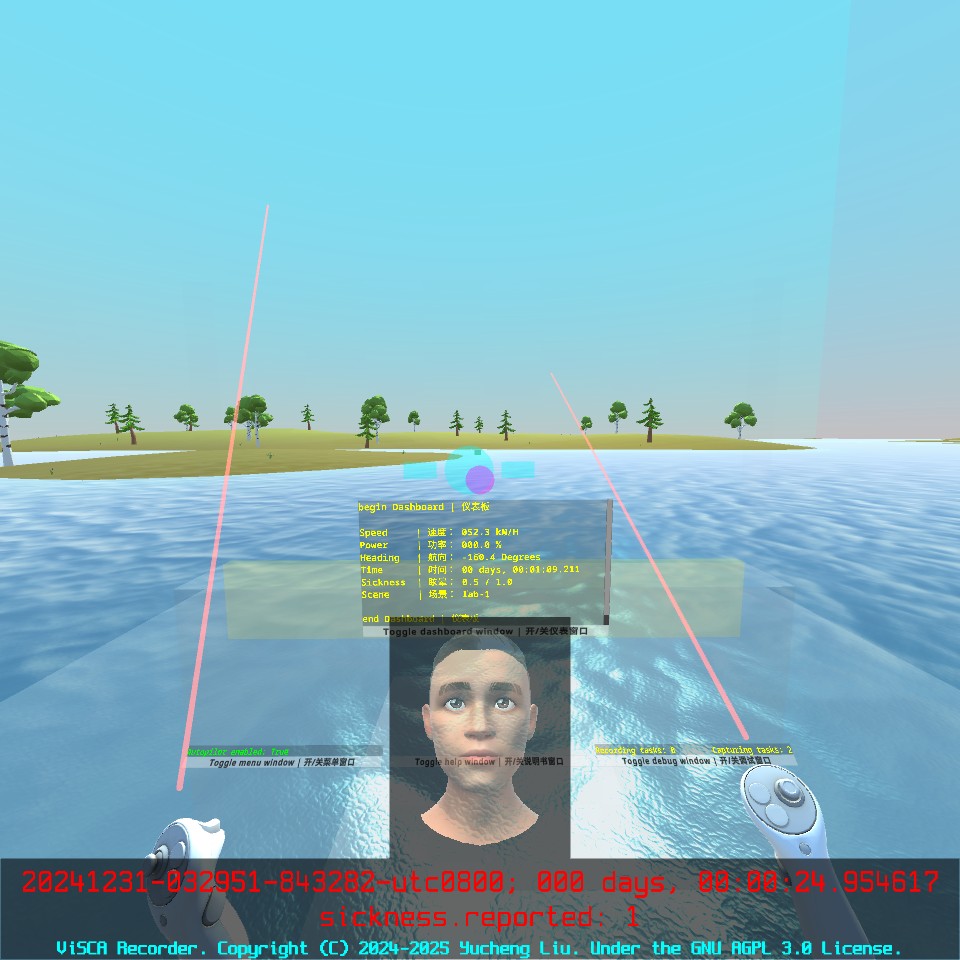 begin Dashboard | 仪表板
Speed | 速度： 052.3 kN/H
Power | 功率： 000.0 %
Heading | 航向： -160.4 Degrees
Time | 时间： 00 days, 00:01:09.211
Sickness | 眩晕： 0.5 / 1.0
Scene | 场景： lab-1
end Dashboard | 仪表板
Toggle dashboard window | 开/关仪表窗口
Autopilot enabled: True
Recording tasks: 0 Capturing tasks: 2
Toggle menu window | 开/关菜单窗口
Toggle help window | 开/关说明书窗口
Toggle debug window | 开/关调试窗口
20241231-032951-843282-utc0800; 000 days, 00:00:24.954617
sickness.reported: 1
ViSCA Recorder. Copyright (C) 2024-2025 Yucheng Liu. Under the GNU AGPL 3.0 License.